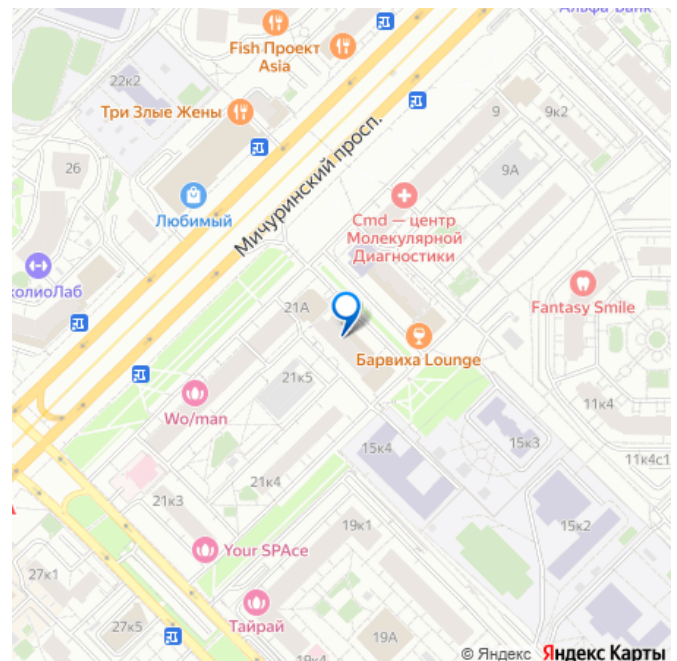 Альфа-Банк
Fish Проект
Asia
22к2
Три Злые Жены
9
9к2
9А
26
Мичуринский просп.
Любимый
Cmd — центр
Молекулярной
Диагностики
колиоЛаб
Fantasy Smile
21А
Барвиха Lounge
21к5
Wo/man
11к4
15к3
15к4
11к4с1
21к4
21к3
19к1
15к2
Your SPAce
27к1
Тайрай
27к5
19А
19к4
© Яндекс Яндекс Карты